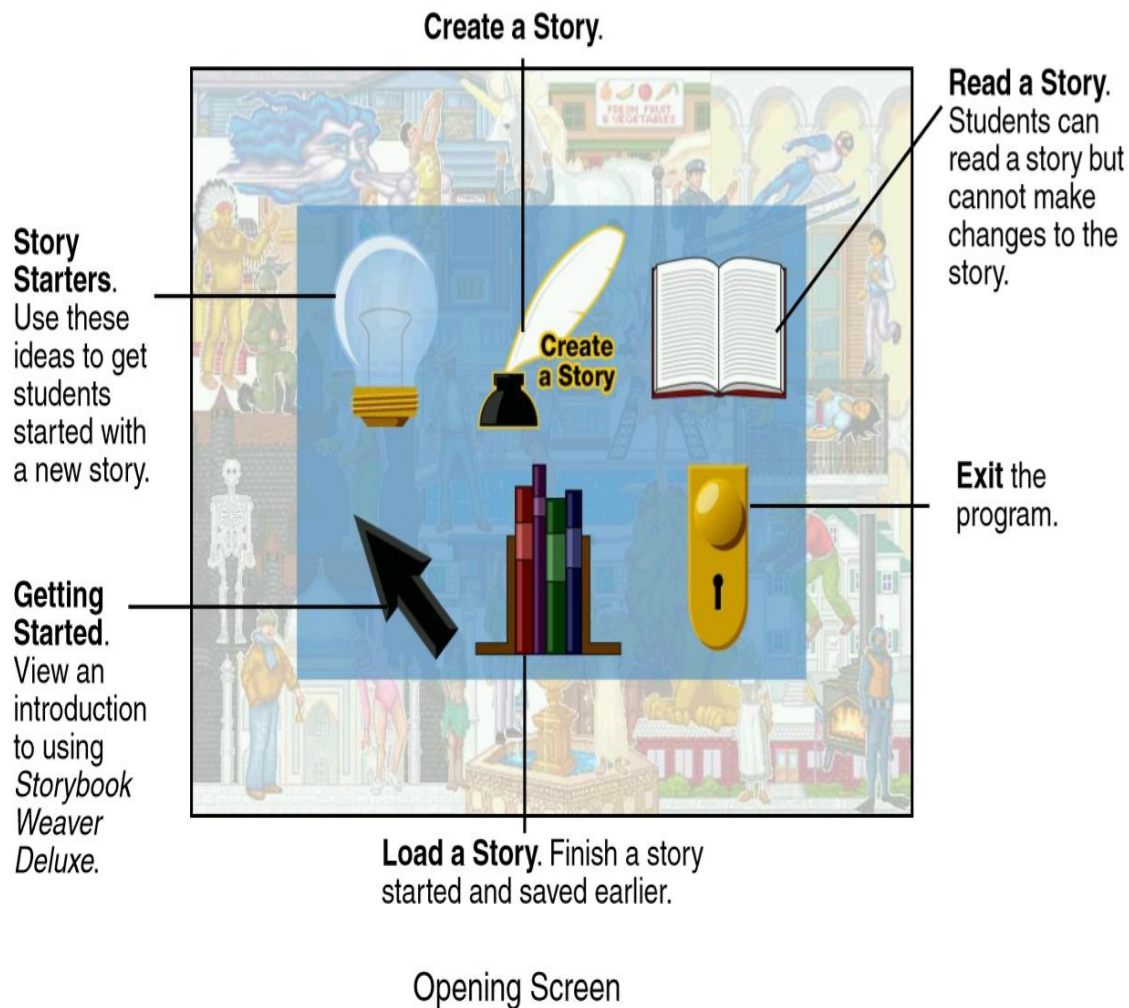 Create a Story.
Read a Story.
Students can
read a story but
cannot make
changes to the
story.
FRESH FRUIT
& VEGETABLES
Story
Starters.
Use these
ideas to get
students
started with
a new story.
Create
a Story
Exit the
program.
Getting
Started.
View an
introduction
to using
Storybook
Weaver
Deluxe.
Load a Story. Finish a story
started and saved earlier.
Opening Screen